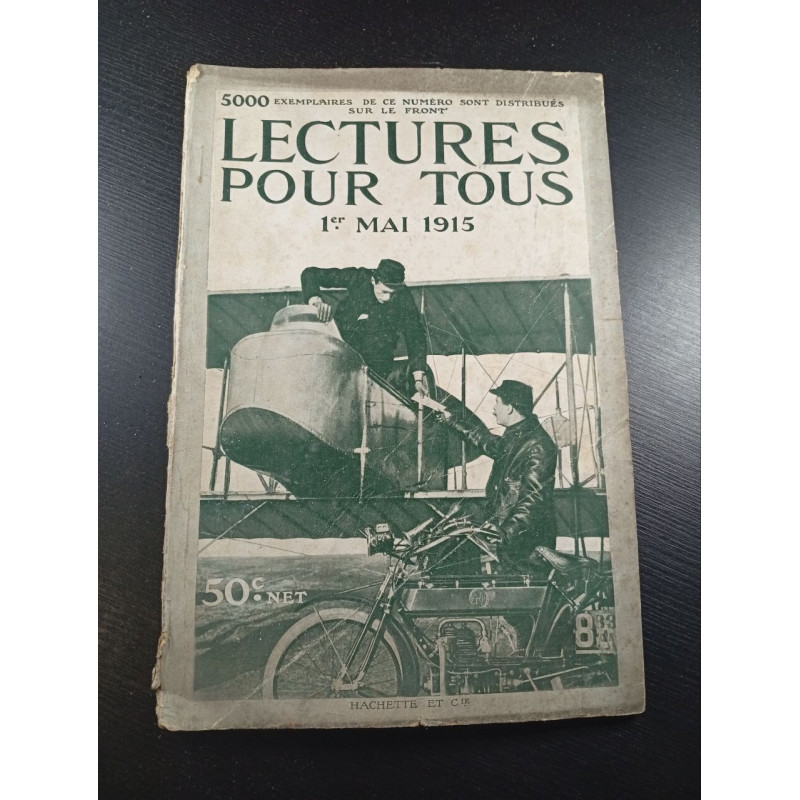 5000 EXEMPLAIRES DE CE NUMÉRO SONT DISTRIBUÉS
SUR LE FRONT
LECTURES
POUR TOUS
1er MAI 1915
50c. NET
HACHETTE ET Cie